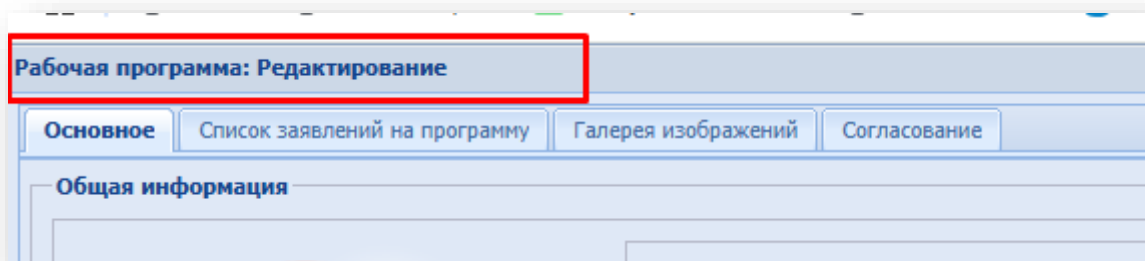 Рабочая программа: Редактирование
Основное Список заявлений на программу Галерея изображений Согласование
Общая информация